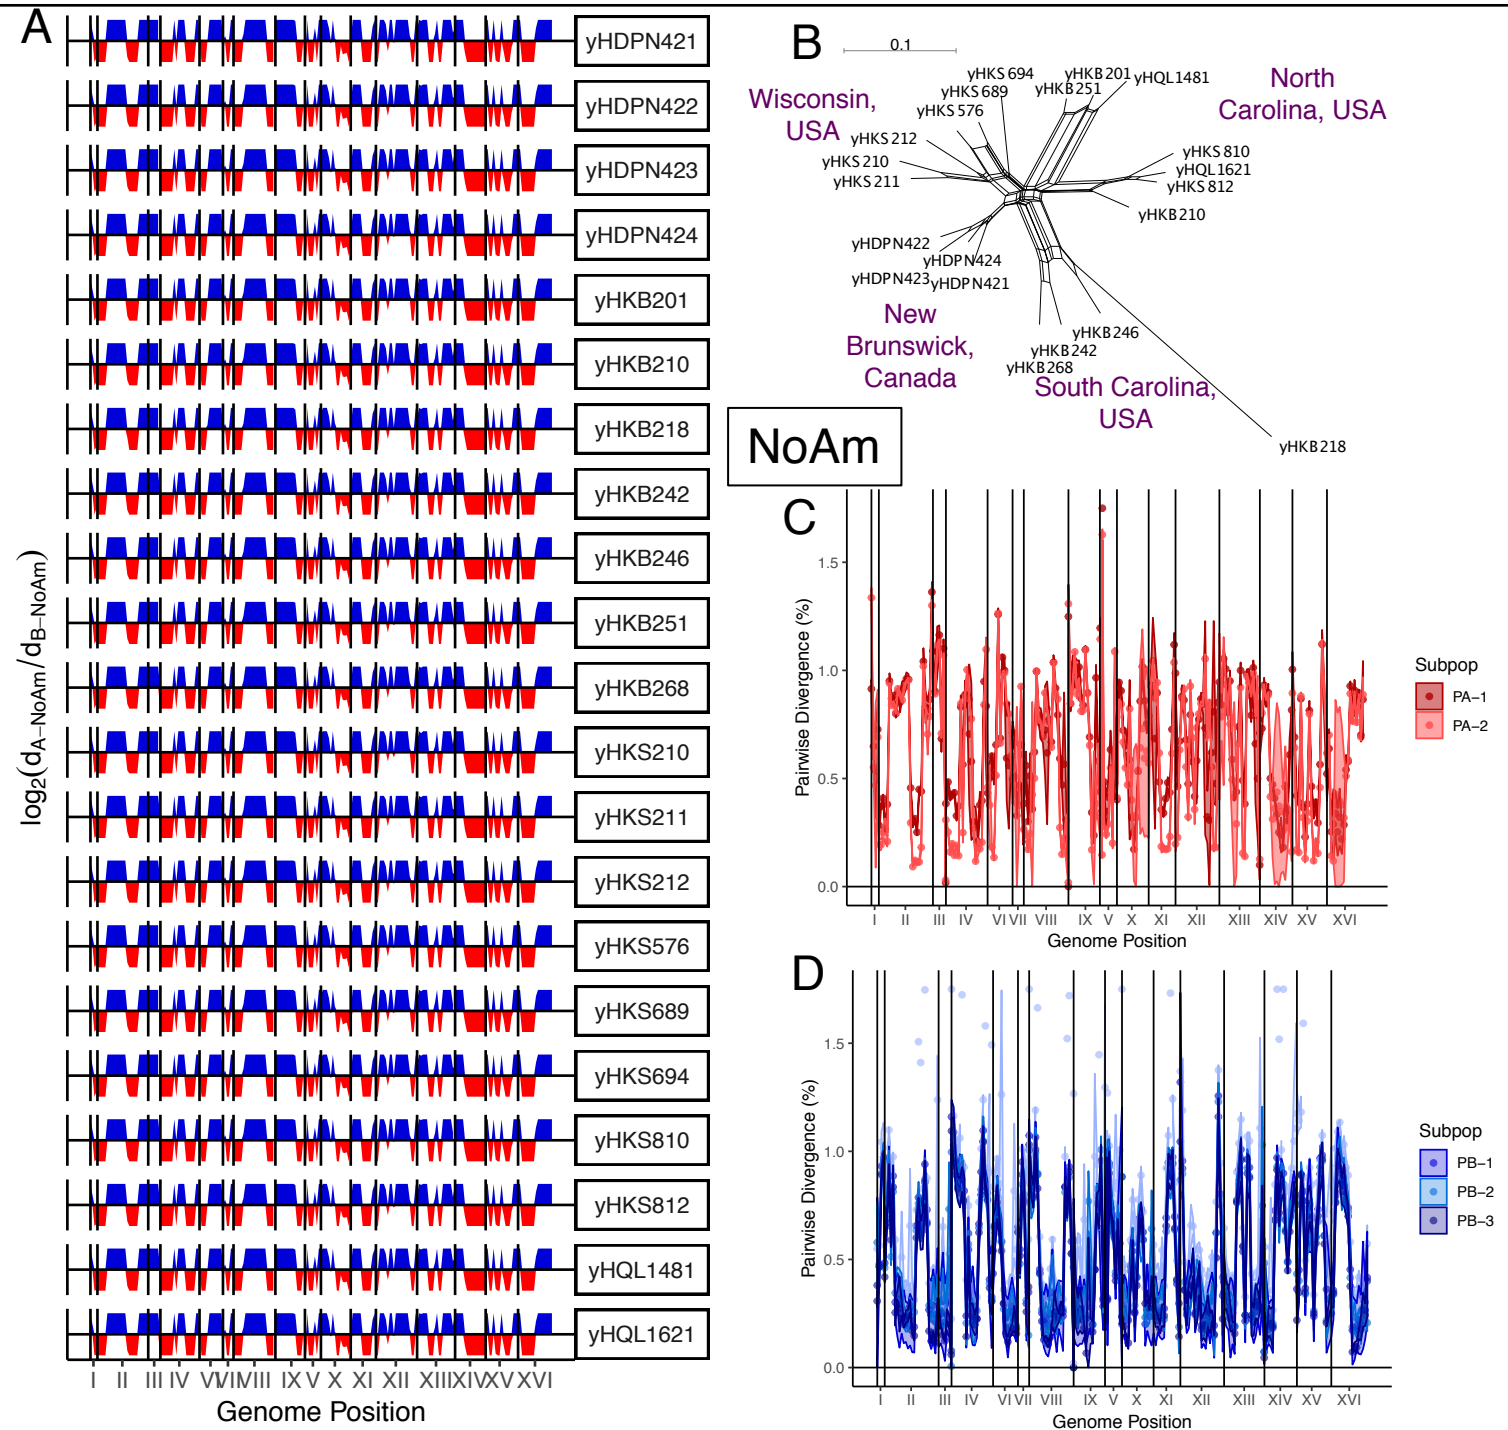 A
log2(dA−NoAm/dB−NoAm)
yHDPN421
yHDPN422
yHDPN423
yHDPN424
yHKB201
yHKB210
yHKB218
yHKB242
yHKB246
yHKB251
yHKB268
yHKS210
yHKS211
yHKS212
yHKS576
yHKS689
yHKS694
yHKS810
yHKS812
yHQL1481
yHQL1621
I II III IV VI VII VIII IX V X XI XII XIII XIV XV XVI
Genome Position
B
0.1
Wisconsin,
USA
North
Carolina, USA
New
Brunswick,
Canada
South Carolina,
USA
yHKS694
yHKS689
yHKS576
yHKS212
yHKS210
yHKS211
yHKB201
yHKB251
yHQL1481
yHKS810
yHQL1621
yHKS812
yHKB210
yHDPN422
yHDPN424
yHDPN423
yHDPN421
yHKB246
yHKB242
yHKB268
yHKB218
NoAm
C
Pairwise Divergence (%)
1.5
1.0
0.5
0.0
I II III IV VI VII VIII IX V X XI XII XIII XIV XV XVI
Genome Position
Subpop
PA−1
PA−2
D
Pairwise Divergence (%)
1.5
1.0
0.5
0.0
I II III IV VI VII VIII IX V X XI XII XIII XIV XV XVI
Genome Position
Subpop
PB−1
PB−2
PB−3